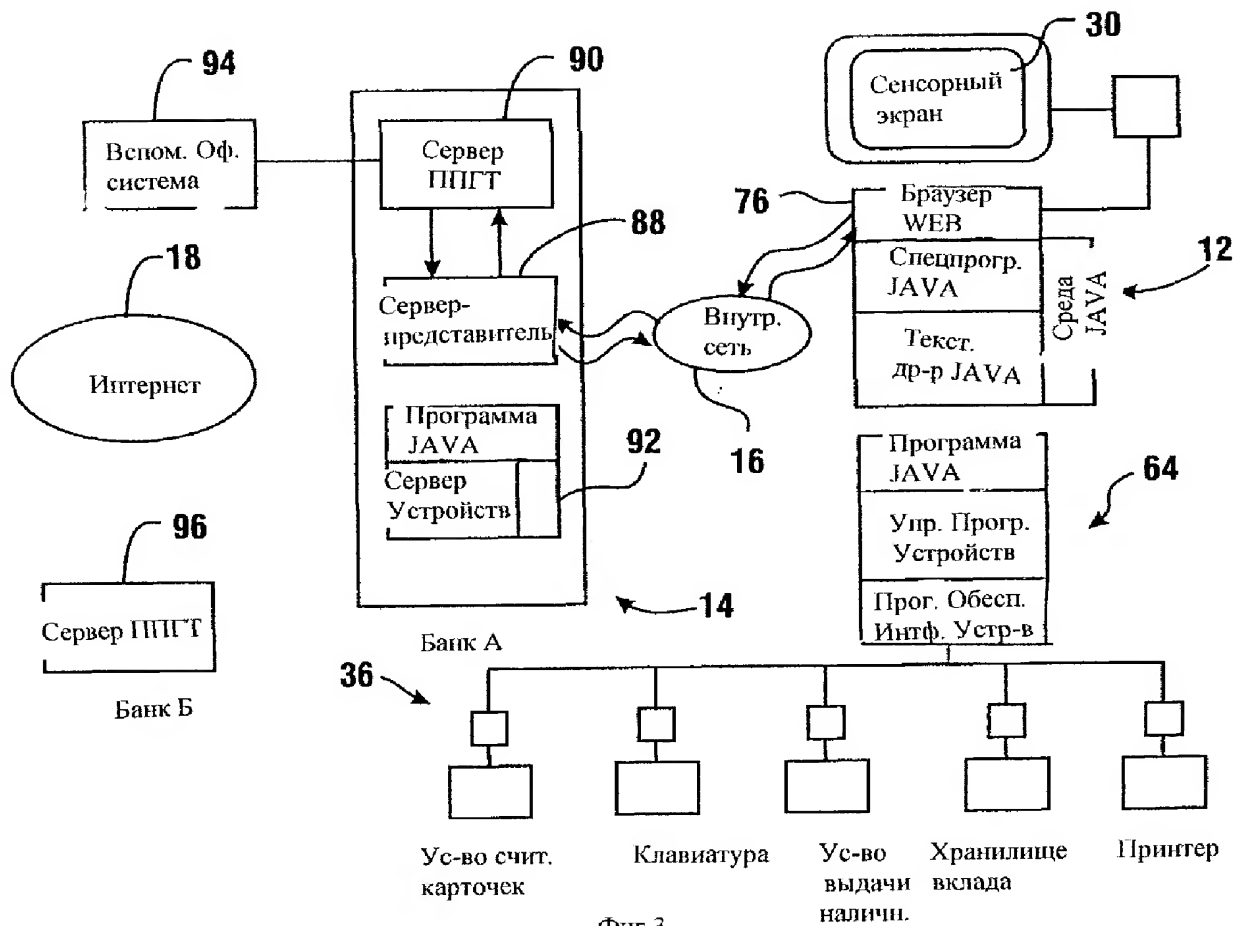 94
90
30
Вспом. Оф.
система
Сервер
ППГТ
Сенсорный
экран
76
Браузер
WEB
88
18
Спецпрогр.
JAVA
12
Среда
JAVA
Сервер-
представитель
Внутр.
сеть
Текст.
др-р JAVA
Интернет
Программа
JAVA
92
16
Сервер
Устройств
Программа
JAVA
64
96
Упр. Прогр.
Устройств
Сервер ППГТ
14
Прог. Обесп.
Интф. Устр-в
Банк А
Банк Б
36
Ус-во счит.
карточек
Клавиатура
Ус-во
выдачи
наличн.
Хранилище
вклада
Принтер
Фиг.3